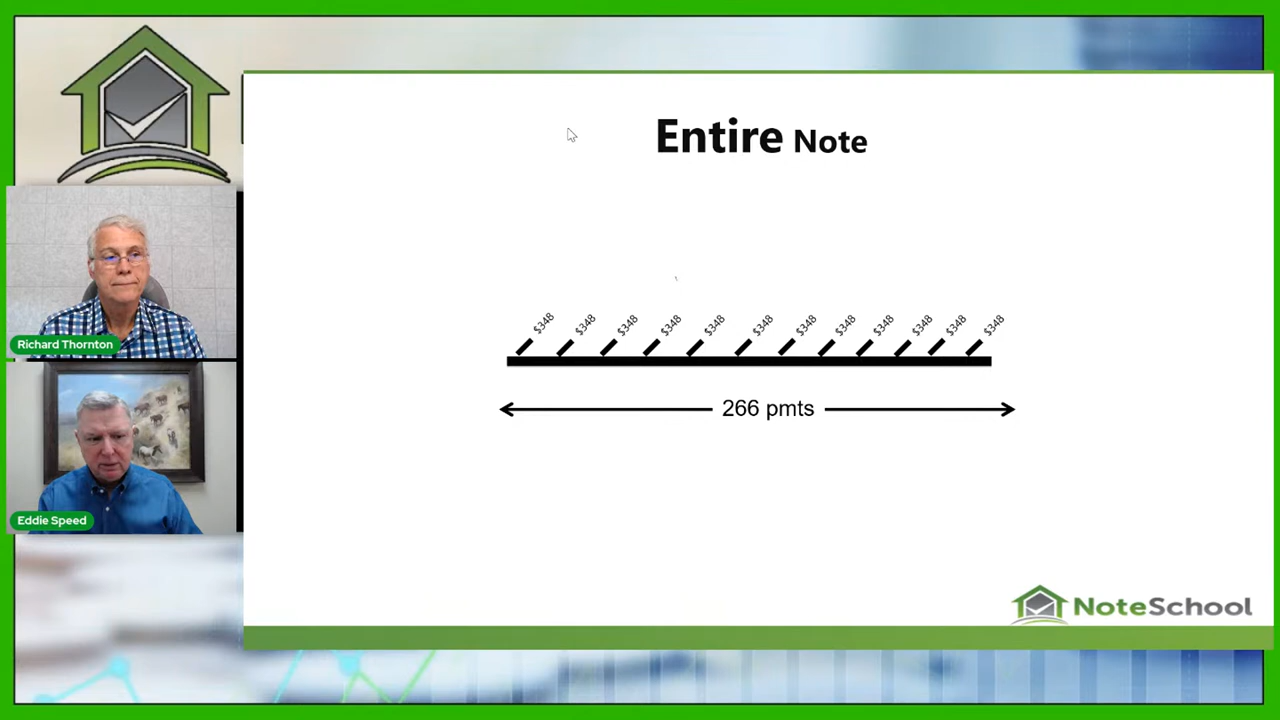 Entire Note
$348 $348 $348 $348 $348 $348 $348 $348 $348 $348 $348 $348
266 pmts
Richard Thornton
Eddie Speed
NoteSchool